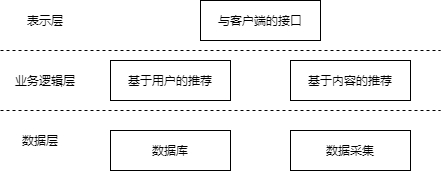 表示层
与客户端的接口
业务逻辑层
基于用户的推荐
基于内容的推荐
数据层
数据库
数据采集